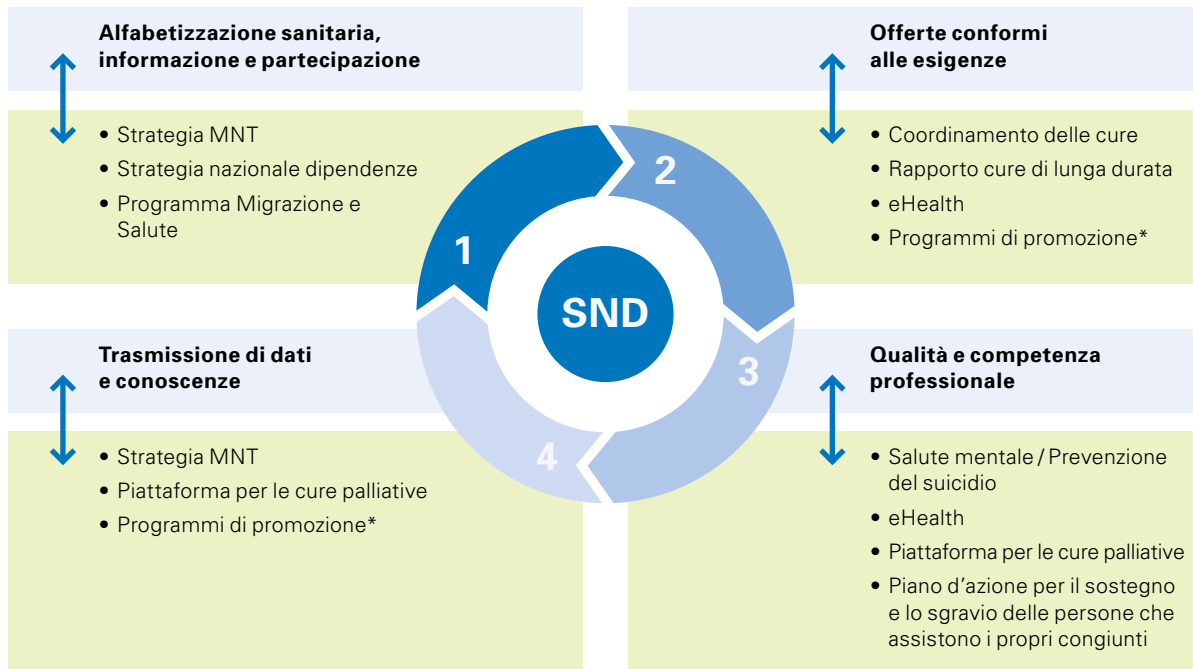 Alfabetizzazione sanitaria,
informazione e partecipazione
• Strategia MNT
• Strategia nazionale dipendenze
• Programma Migrazione e
Salute
Offerte conformi
alle esigenze
• Coordinamento delle cure
• Rapporto cure di lunga durata
• eHealth
• Programmi di promozione*
1
2
SND
3
4
Trasmissione di dati
e conoscenze
• Strategia MNT
• Piattaforma per le cure palliative
• Programmi di promozione*
Qualità e competenza
professionale
• Salute mentale / Prevenzione
del suicidio
• eHealth
• Piattaforma per le cure palliative
• Piano d’azione per il sostegno
e lo sgravio delle persone che
assistono i propri congiunti